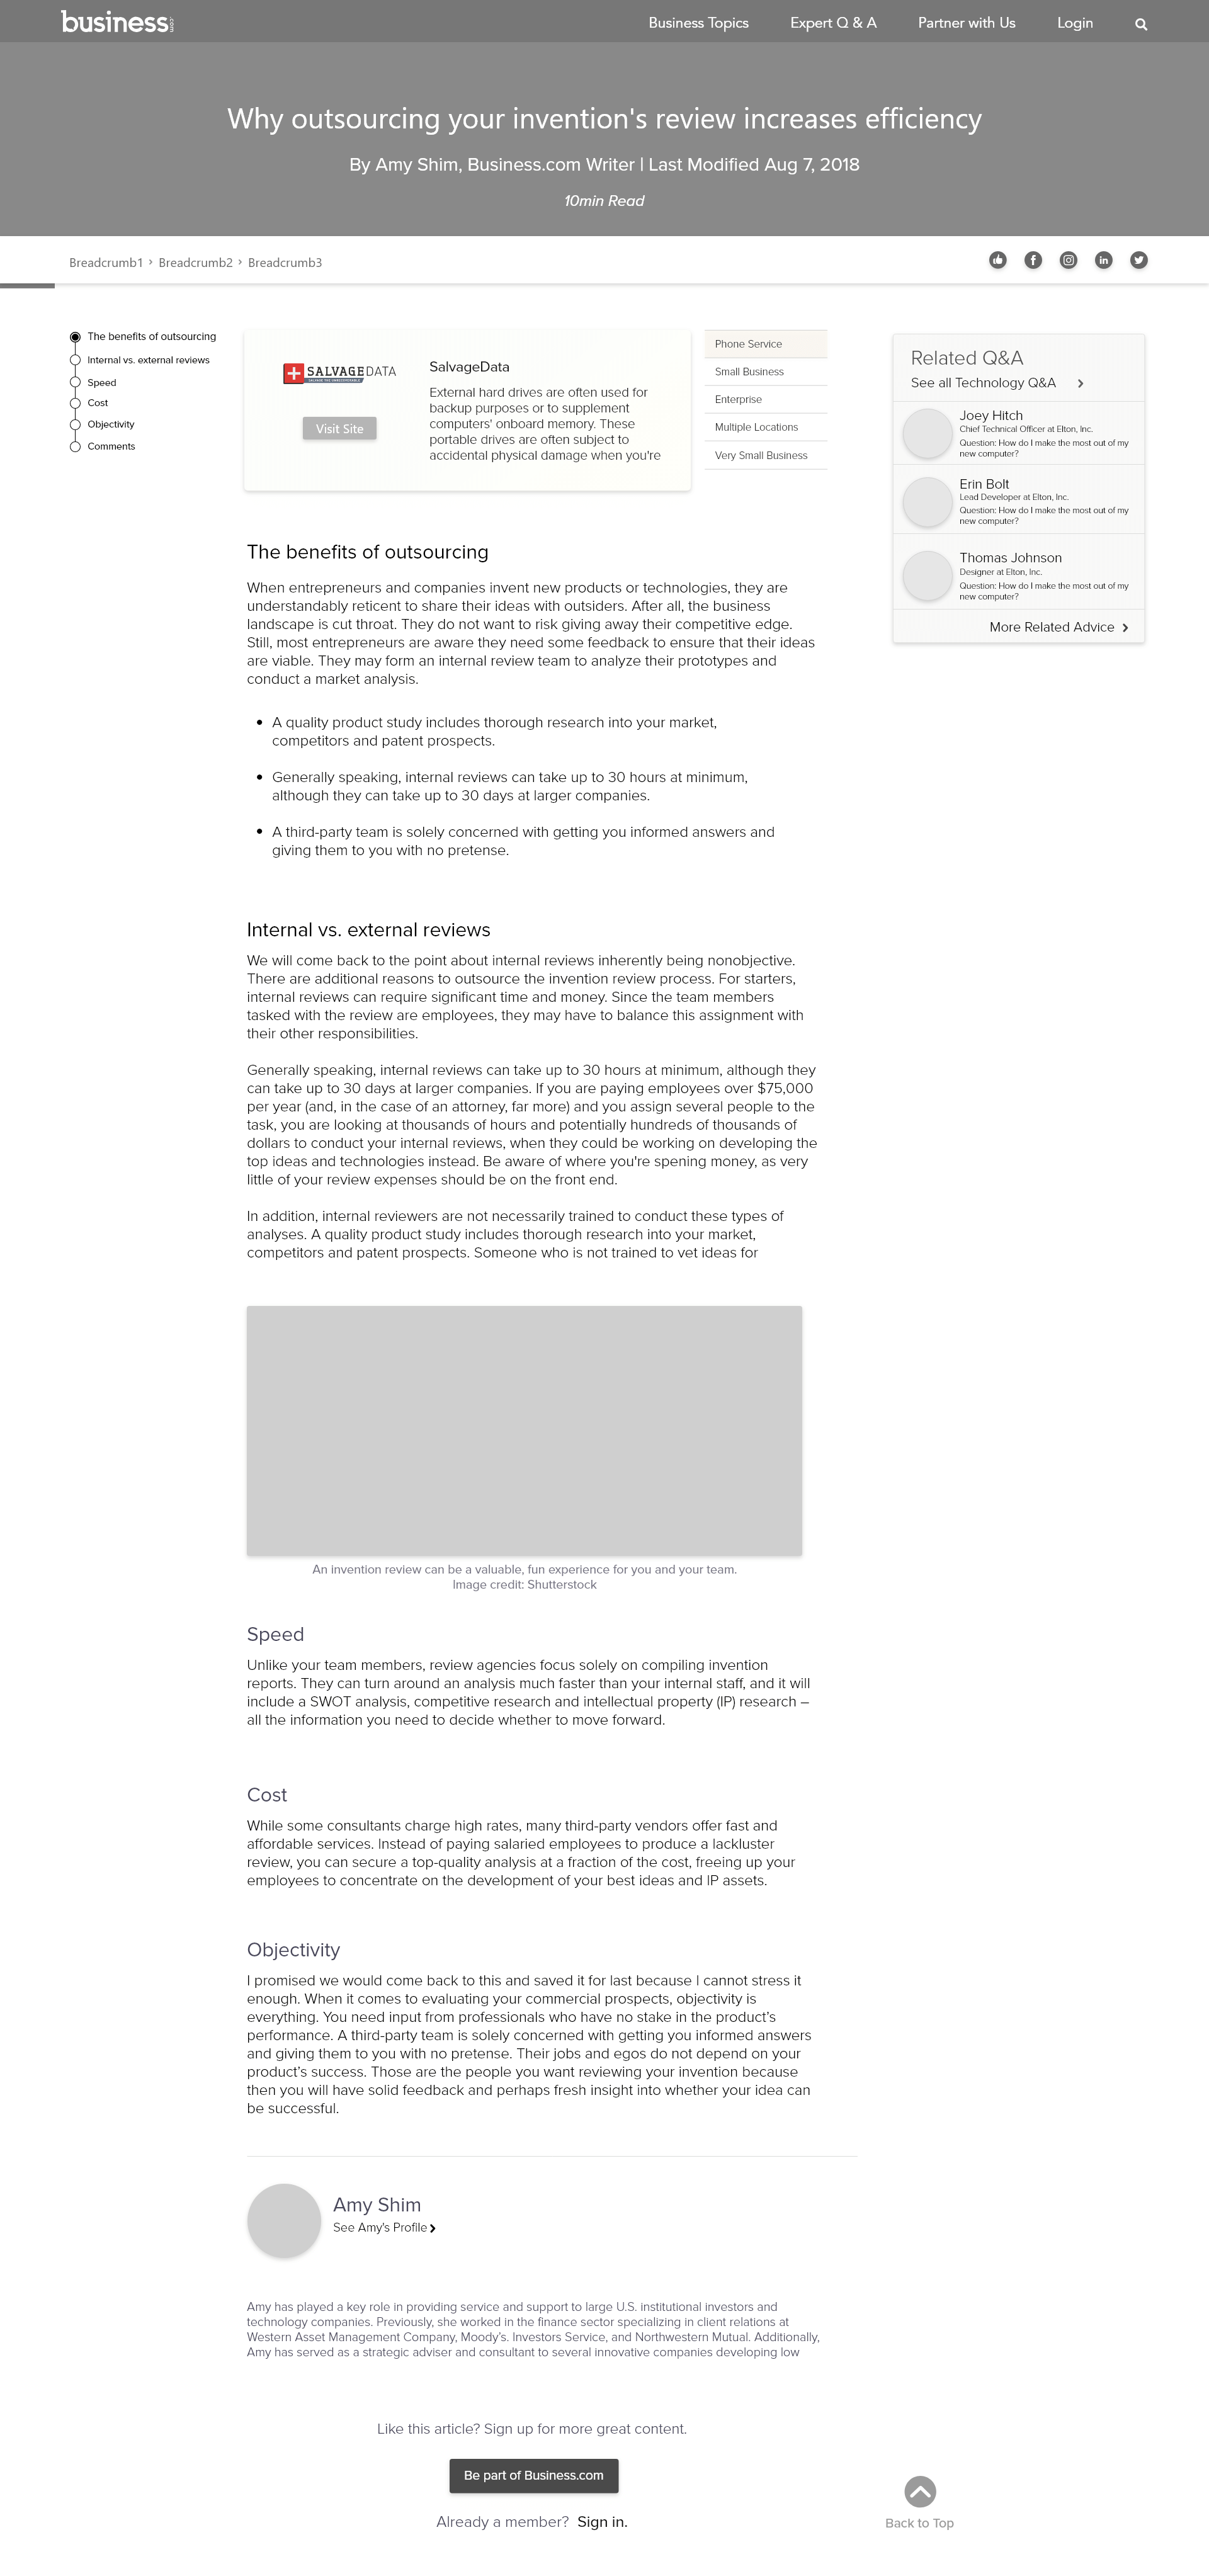 business.com
Business Topics
Expert Q & A
Partner with Us
Login
Why outsourcing your invention's review increases efficiency
By Amy Shim, Business.com Writer | Last Modified Aug 7, 2018
10min Read
Breadcrumb1 › Breadcrumb2 › Breadcrumb3
The benefits of outsourcing
Internal vs. external reviews
Speed
Cost
Objectivity
Comments
SALVAGEDATA
SALVAGE THE UNRECOVERABLE
Visit Site
SalvageData
External hard drives are often used for
backup purposes or to supplement
computers' onboard memory. These
portable drives are often subject to
accidental physical damage when you're
Phone Service
Small Business
Enterprise
Multiple Locations
Very Small Business
Related Q&A
See all Technology Q&A
Joey Hitch
Chief Technical Officer at Elton, Inc.
Question: How do I make the most out of my
new computer?
Erin Bolt
Lead Developer at Elton, Inc.
Question: How do I make the most out of my
new computer?
Thomas Johnson
Designer at Elton, Inc.
Question: How do I make the most out of my
new computer?
More Related Advice
The benefits of outsourcing
When entrepreneurs and companies invent new products or technologies, they are
understandably reticent to share their ideas with outsiders. After all, the business
landscape is cut throat. They do not want to risk giving away their competitive edge.
Still, most entrepreneurs are aware they need some feedback to ensure that their ideas
are viable. They may form an internal review team to analyze their prototypes and
conduct a market analysis.
• A quality product study includes thorough research into your market,
competitors and patent prospects.
• Generally speaking, internal reviews can take up to 30 hours at minimum,
although they can take up to 30 days at larger companies.
• A third-party team is solely concerned with getting you informed answers and
giving them to you with no pretense.
Internal vs. external reviews
We will come back to the point about internal reviews inherently being nonobjective.
There are additional reasons to outsource the invention review process. For starters,
internal reviews can require significant time and money. Since the team members
tasked with the review are employees, they may have to balance this assignment with
their other responsibilities.
Generally speaking, internal reviews can take up to 30 hours at minimum, although they
can take up to 30 days at larger companies. If you are paying employees over $75,000
per year (and, in the case of an attorney, far more) and you assign several people to the
task, you are looking at thousands of hours and potentially hundreds of thousands of
dollars to conduct your internal reviews, when they could be working on developing the
top ideas and technologies instead. Be aware of where you're spening money, as very
little of your review expenses should be on the front end.
In addition, internal reviewers are not necessarily trained to conduct these types of
analyses. A quality product study includes thorough research into your market,
competitors and patent prospects. Someone who is not trained to vet ideas for
An invention review can be a valuable, fun experience for you and your team.
Image credit: Shutterstock
Speed
Unlike your team members, review agencies focus solely on compiling invention
reports. They can turn around an analysis much faster than your internal staff, and it will
include a SWOT analysis, competitive research and intellectual property (IP) research –
all the information you need to decide whether to move forward.
Cost
While some consultants charge high rates, many third-party vendors offer fast and
affordable services. Instead of paying salaried employees to produce a lackluster
review, you can secure a top-quality analysis at a fraction of the cost, freeing up your
employees to concentrate on the development of your best ideas and IP assets.
Objectivity
I promised we would come back to this and saved it for last because I cannot stress it
enough. When it comes to evaluating your commercial prospects, objectivity is
everything. You need input from professionals who have no stake in the product's
performance. A third-party team is solely concerned with getting you informed answers
and giving them to you with no pretense. Their jobs and egos do not depend on your
product's success. Those are the people you want reviewing your invention because
then you will have solid feedback and perhaps fresh insight into whether your idea can
be successful.
Amy Shim
See Amy's Profile
Amy has played a key role in providing service and support to large U.S. institutional investors and
technology companies. Previously, she worked in the finance sector specializing in client relations at
Western Asset Management Company, Moody's. Investors Service, and Northwestern Mutual. Additionally,
Amy has served as a strategic adviser and consultant to several innovative companies developing low
Like this article? Sign up for more great content.
Be part of Business.com
Already a member? Sign in.
Back to Top